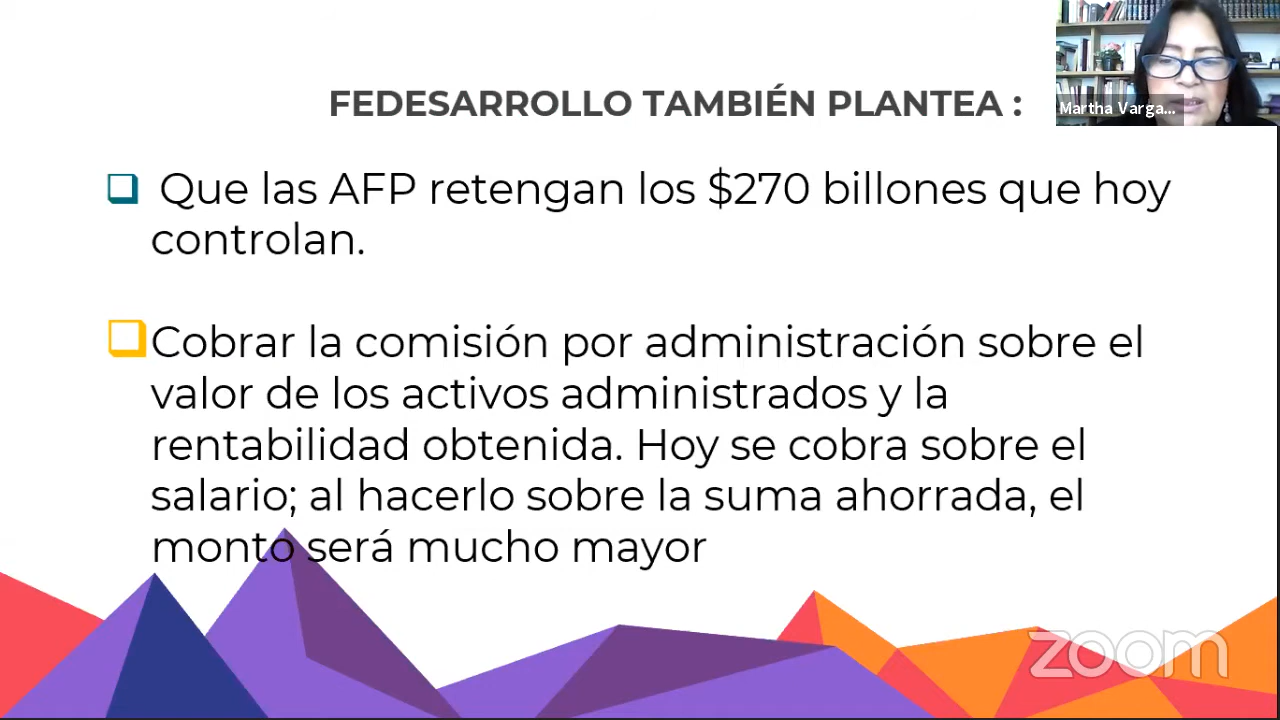 FEDESARROLLO TAMBIÉN PLANTEA :
Martha Varga...
Que las AFP retengan los $270 billones que hoy
controlan.
Cobrar la comisión por administración sobre el
valor de los activos administrados y la
rentabilidad obtenida. Hoy se cobra sobre el
salario; al hacerlo sobre la suma ahorrada, el
monto será mucho mayor
zoom